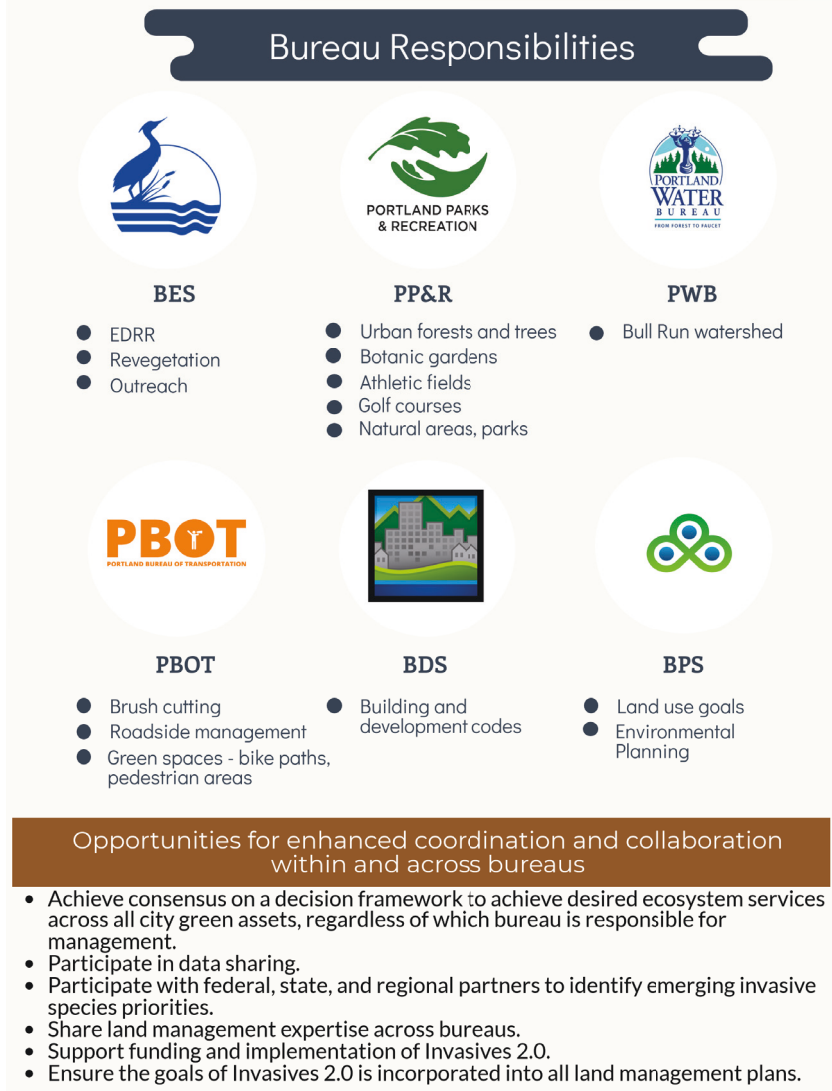 Bureau Responsibilities
PORTLAND PARKS
& RECREATION
PORTLAND
WATER
BUREAU
FROM FOREST TO FAUCET
BES
EDRR
Revegetation
Outreach
PP&R
Urban forests and trees
Botanic gardens
Athletic fields
Golf courses
Natural areas, parks
PWB
Bull Run watershed
PBOT
PORTLAND BUREAU OF TRANSPORTATION
PBOT
Brush cutting
Roadside management
Green spaces - bike paths,
pedestrian areas
BDS
Building and
development codes
BPS
Land use goals
Environmental
Planning
Opportunities for enhanced coordination and collaboration
within and across bureaus
• Achieve consensus on a decision framework to achieve desired ecosystem services
across all city green assets, regardless of which bureau is responsible for
management.
• Participate in data sharing.
• Participate with federal, state, and regional partners to identify emerging invasive
species priorities.
• Share land management expertise across bureaus.
• Support funding and implementation of Invasives 2.0.
• Ensure the goals of Invasives 2.0 is incorporated into all land management plans.